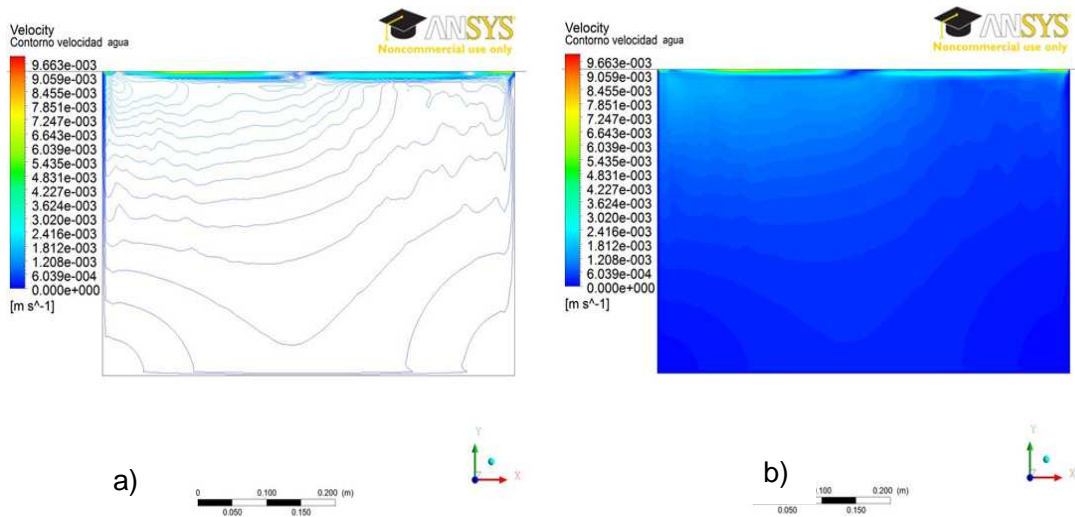 Velocity
Contorno velocidad agua
ANSYS
Noncommercial use only
9.663e-003
9.059e-003
8.455e-003
7.851e-003
7.247e-003
6.643e-003
6.039e-003
5.435e-003
4.831e-003
4.227e-003
3.624e-003
3.020e-003
2.416e-003
1.812e-003
1.208e-003
6.039e-004
0.000e+000
[m s^-1]
Y
X
a)
0 0.100 0.200 (m)
0.050 0.150
Velocity
Contorno velocidad agua
ANSYS
Noncommercial use only
9.663e-003
9.059e-003
8.455e-003
7.851e-003
7.247e-003
6.643e-003
6.039e-003
5.435e-003
4.831e-003
4.227e-003
3.624e-003
3.020e-003
2.416e-003
1.812e-003
1.208e-003
6.039e-004
0.000e+000
[m s^-1]
Y
X
b)
.100 0.200 (m)
0.050 0.150